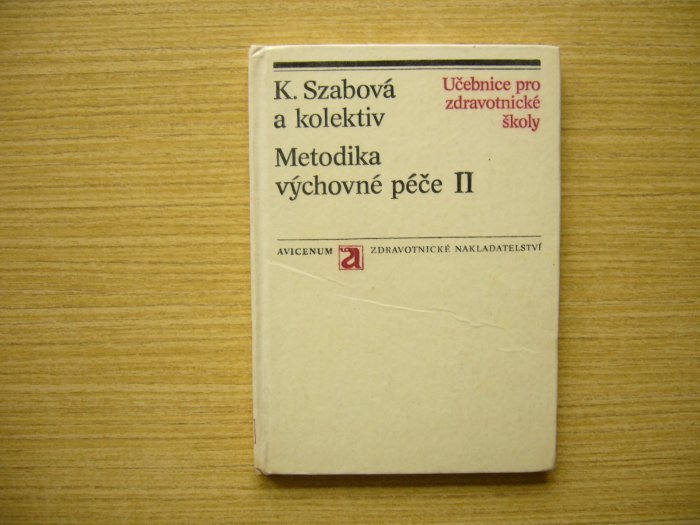 K. Szabová
a kolektiv
Učebnice pro
zdravotnické
školy
Metodika
výchovné péče II
AVICENUM a ZDRAVOTNICKÉ NAKLADATELSTVÍ